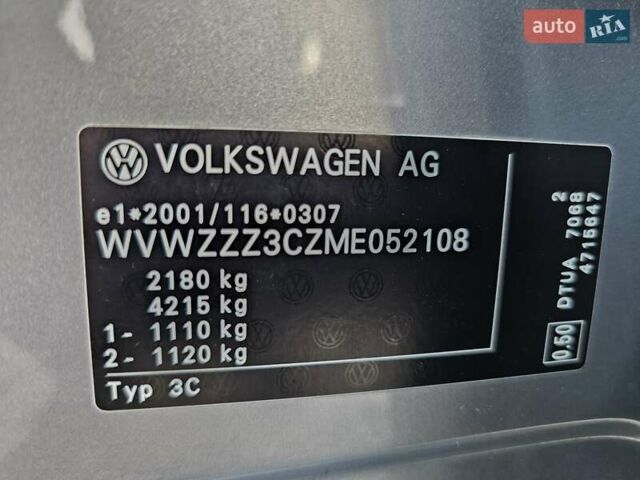 auto RIA
.com
VOLKSWAGEN AG
e1*2001/116*0307
WVWZZZ3CZME052108
2180 kg
4215 kg
1- 1110 kg
2- 1120 kg
Typ 3C
2
DTUA 7068
4715647
0.50